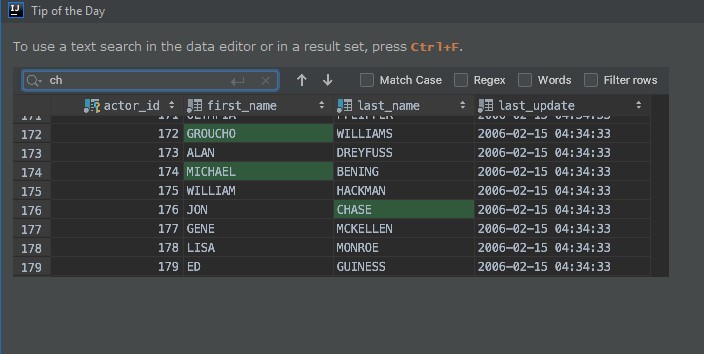 IJ Tip of the Day
To use a text search in the data editor or in a result set, press Ctrl+F.
ch Match Case Regex Words Filter rows
actor_id first_name last_name last_update
172 172 GROUCHO WILLIAMS 2006-02-15 04:34:33
173 173 ALAN DREYFUSS 2006-02-15 04:34:33
174 174 MICHAEL BENING 2006-02-15 04:34:33
175 175 WILLIAM HACKMAN 2006-02-15 04:34:33
176 176 JON CHASE 2006-02-15 04:34:33
177 177 GENE MCKELLEN 2006-02-15 04:34:33
178 178 LISA MONROE 2006-02-15 04:34:33
179 179 ED GUINESS 2006-02-15 04:34:33